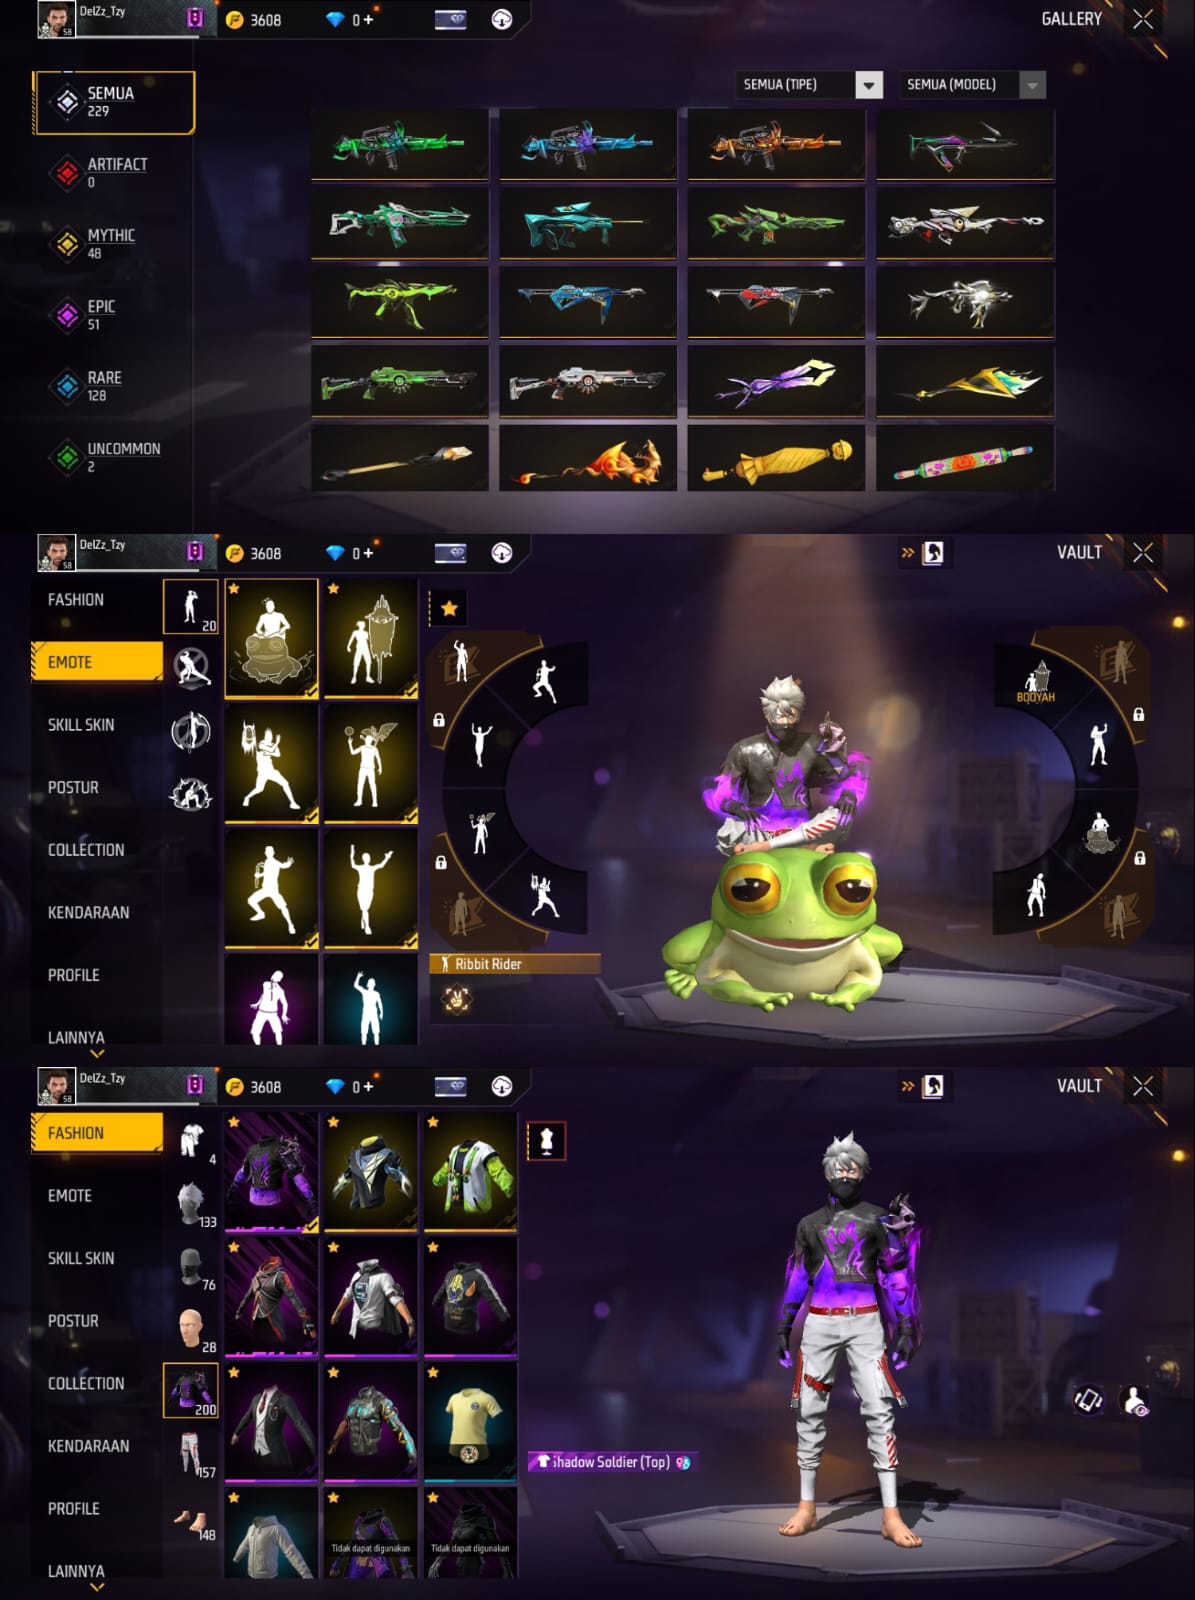 DelZz_Tzy
58
3608
0 +
GALLERY
SEMUA
229
SEMUA (TIPE)
SEMUA (MODEL)
ARTIFACT
0
MYTHIC
48
EPIC
51
RARE
128
UNCOMMON
2
DelZz_Tzy
58
3608
0 +
VAULT
FASHION
20
EMOTE
SKILL SKIN
POSTUR
COLLECTION
KENDARAAN
PROFILE
LAINNYA
BOOYAH
Ribbit Rider
DelZz_Tzy
58
3608
0 +
VAULT
FASHION
4
EMOTE
133
SKILL SKIN
76
POSTUR
28
COLLECTION
200
KENDARAAN
157
PROFILE
148
LAINNYA
Shadow Soldier (Top)
Tidak dapat digunakan
Tidak dapat digunakan